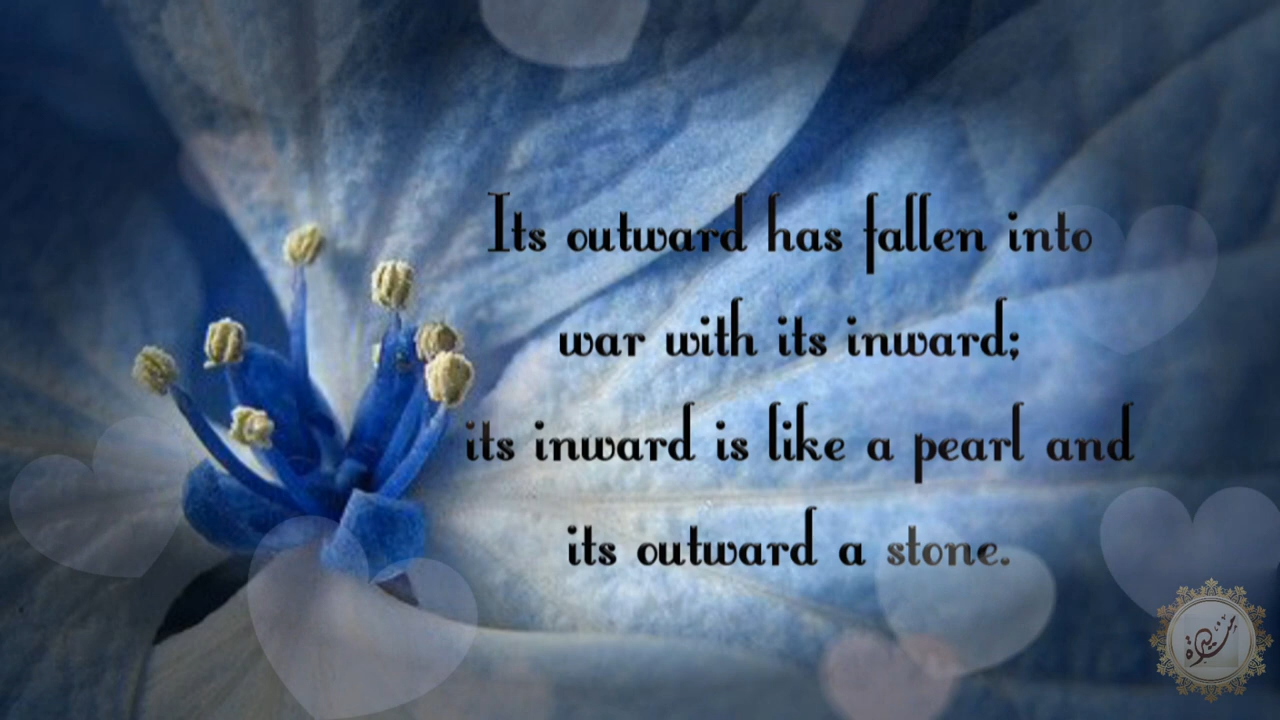 Its outward has fallen into
war with its inward;
its inward is like a pearl and
its outward a stone.